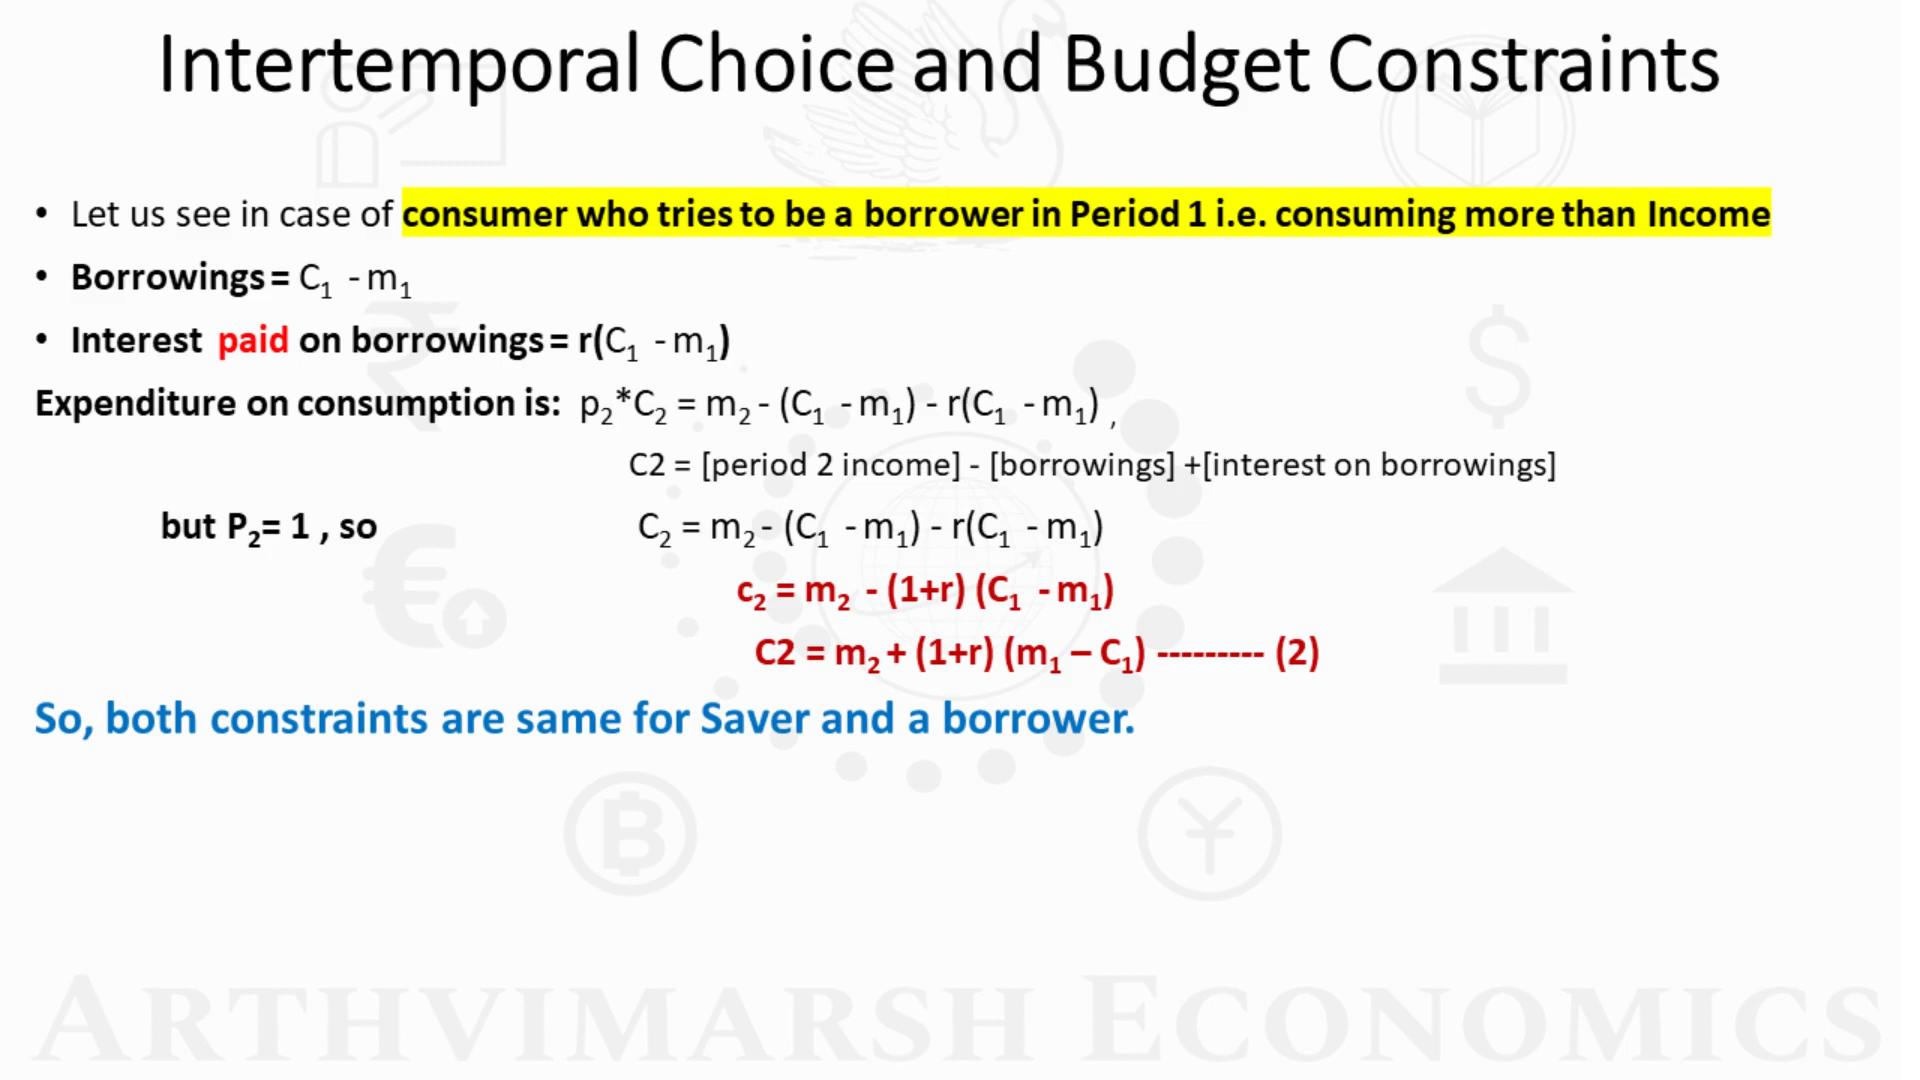 Intertemporal Choice and Budget Constraints
• Let us see in case of consumer who tries to be a borrower in Period 1 i.e. consuming more than Income
• Borrowings = C₁ - m₁
• Interest paid on borrowings = r(C₁ - m₁)
Expenditure on consumption is: p₂*C₂ = m₂ - (C₁ - m₁) - r(C₁ - m₁) ,
C2 = [period 2 income] - [borrowings] +[interest on borrowings]
but P₂= 1 , so C₂ = m₂ - (C₁ - m₁) - r(C₁ - m₁)
c₂ = m₂ - (1+r) (C₁ - m₁)
C2 = m₂ + (1+r) (m₁ – C₁) --------- (2)
So, both constraints are same for Saver and a borrower.
ARTHVIMARSH ECONOMICS